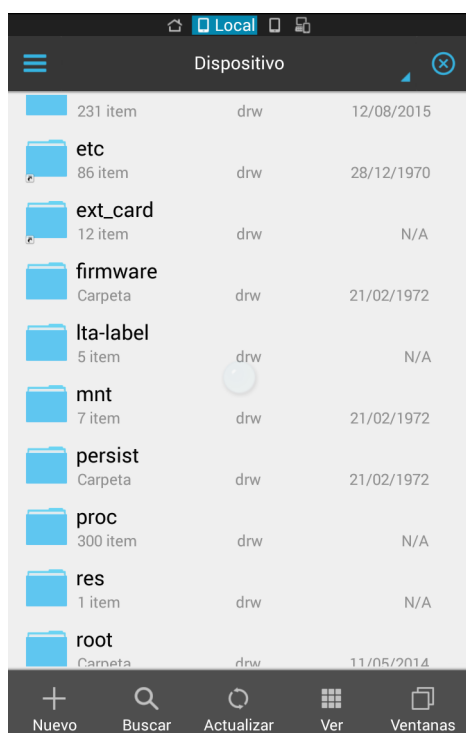 Local
Dispositivo
231 item drw 12/08/2015
etc
86 item drw 28/12/1970
ext_card
12 item drw N/A
firmware
Carpeta drw 21/02/1972
lta-label
5 item drw N/A
mnt
7 item drw 21/02/1972
persist
Carpeta drw 21/02/1972
proc
300 item drw N/A
res
1 item drw N/A
root
Carpeta drw 11/05/2014
Nuevo Buscar Actualizar Ver Ventanas